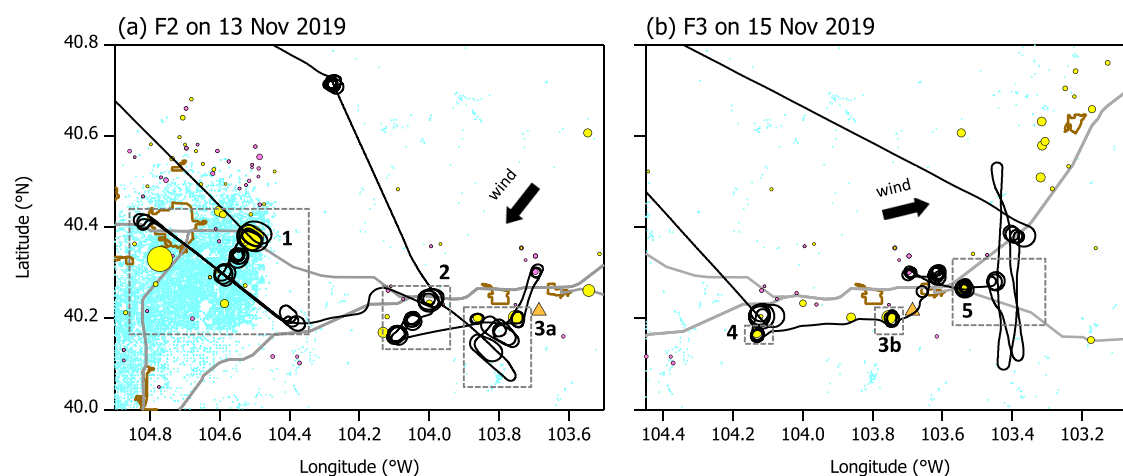 (a) F2 on 13 Nov 2019
(b) F3 on 15 Nov 2019
40.8
40.6
40.4
40.2
40.0
Latitude (°N)
wind
1
2
3a
104.8
104.6
104.4
104.2
104.0
103.8
103.6
Longitude (°W)
wind
4
3b
5
104.4
104.2
104.0
103.8
103.6
103.4
103.2
Longitude (°W)